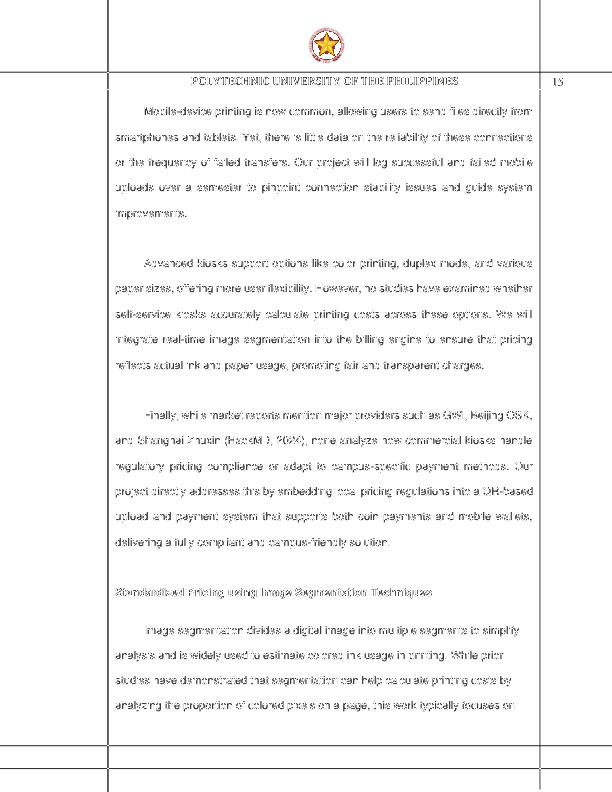 POLYTECHNIC UNIVERSITY OF THE PHILIPPINES
15
Mobile-device printing is now common, allowing users to send files directly from
smartphones and tablets. Yet, there is little data on the reliability of these connections
or the frequency of failed transfers. Our project will log successful and failed mobile
uploads over a semester to pinpoint connection stability issues and guide system
improvements.
Advanced kiosks support options like color printing, duplex mode, and various
paper sizes, offering more user flexibility. However, no studies have examined whether
self-service kiosks accurately calculate printing costs across these options. We will
integrate real-time image segmentation into the billing engine to ensure that pricing
reflects actual ink and paper usage, promoting fair and transparent charges.
Finally, while market reports mention major providers such as Beijing OSK,
and Shanghai Zhuxin (HackMD, 2024), none analyze how commercial kiosks handle
regulatory pricing compliance or adapt to campus-specific payment methods. Our
project directly addresses this by embedding local pricing regulations into a QR-based
upload and payment system that supports both coin payments and mobile wallets,
delivering a fully compliant and campus-friendly solution.
Standardized Pricing using Image Segmentation Techniques
Image segmentation divides a digital image into multiple segments to simplify
analysis and is widely used to estimate colored ink usage in printing. While prior
studies have demonstrated that segmentation can help calculate printing costs by
analyzing the proportion of colored pixels on a page, this work typically focuses on